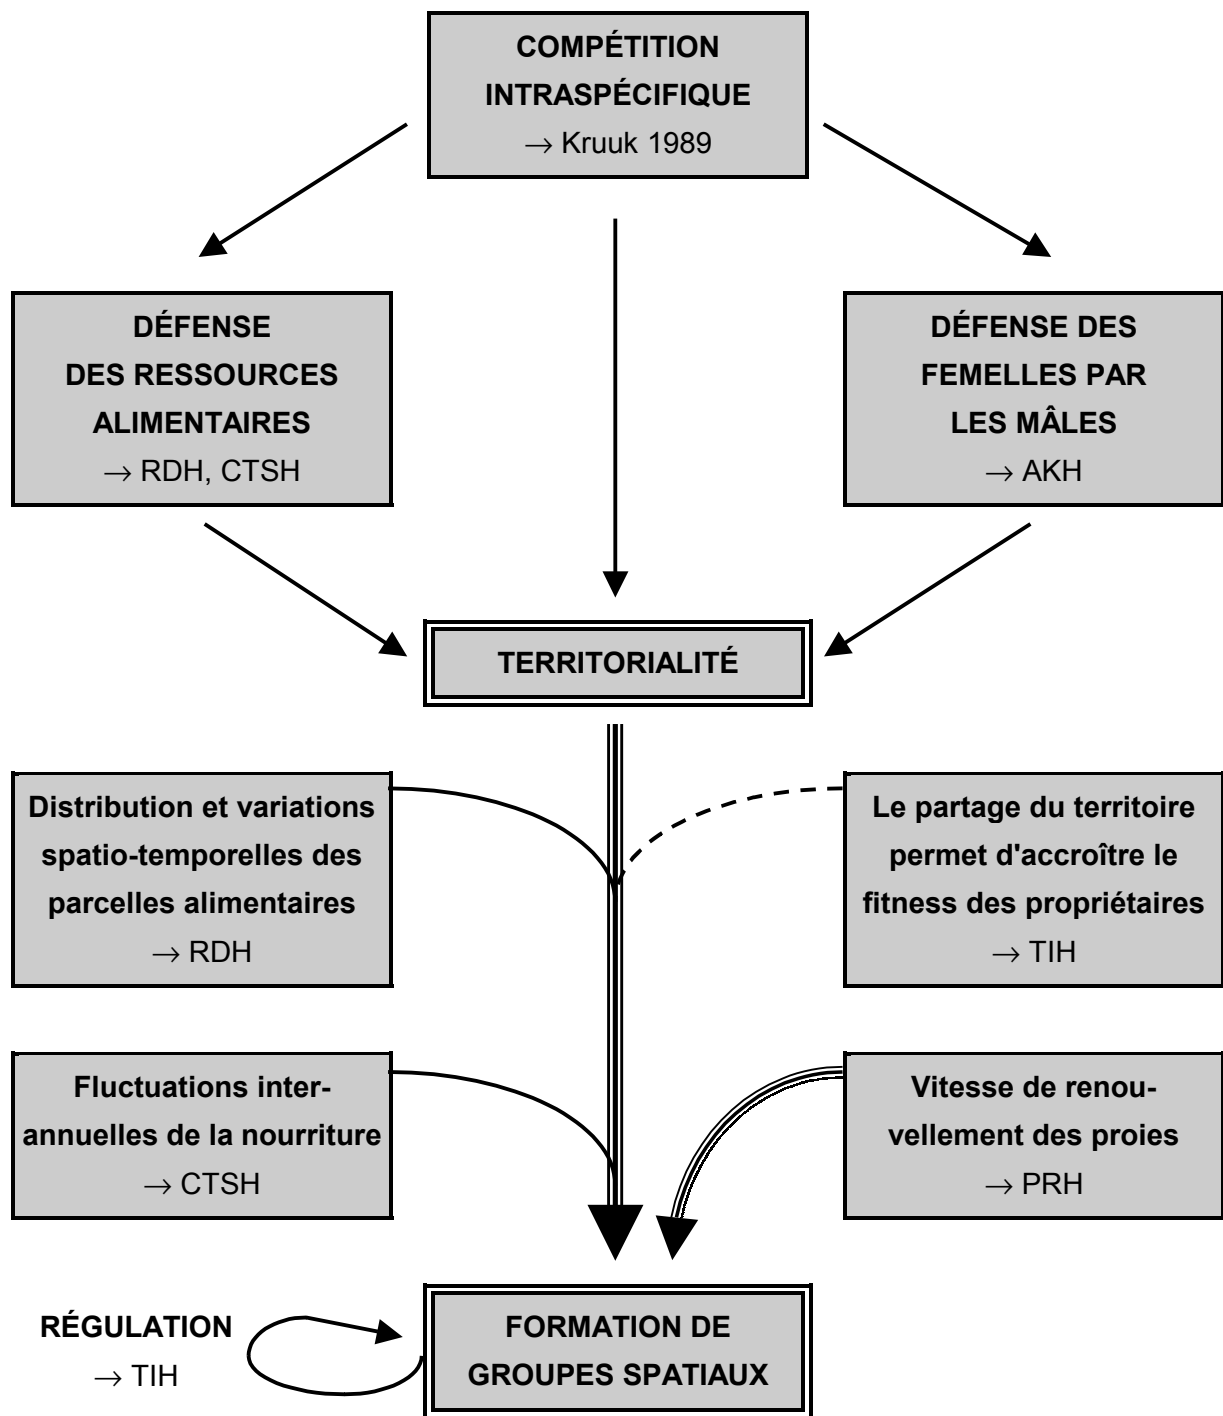 COMPÉTITION
INTRASPÉCIFIQUE
→ Kruuk 1989
DÉFENSE
DES RESSOURCES
ALIMENTAIRES
→ RDH, CTSH
DÉFENSE DES
FEMELLES PAR
LES MÂLES
→ AKH
TERRITORIALITÉ
Distribution et variations
spatio-temporelles des
parcelles alimentaires
→ RDH
Le partage du territoire
permet d'accroître le
fitness des propriétaires
→ TIH
Fluctuations inter-
annuelles de la nourriture
→ CTSH
Vitesse de renou-
vellement des proies
→ PRH
RÉGULATION
→ TIH
FORMATION DE
GROUPES SPATIAUX